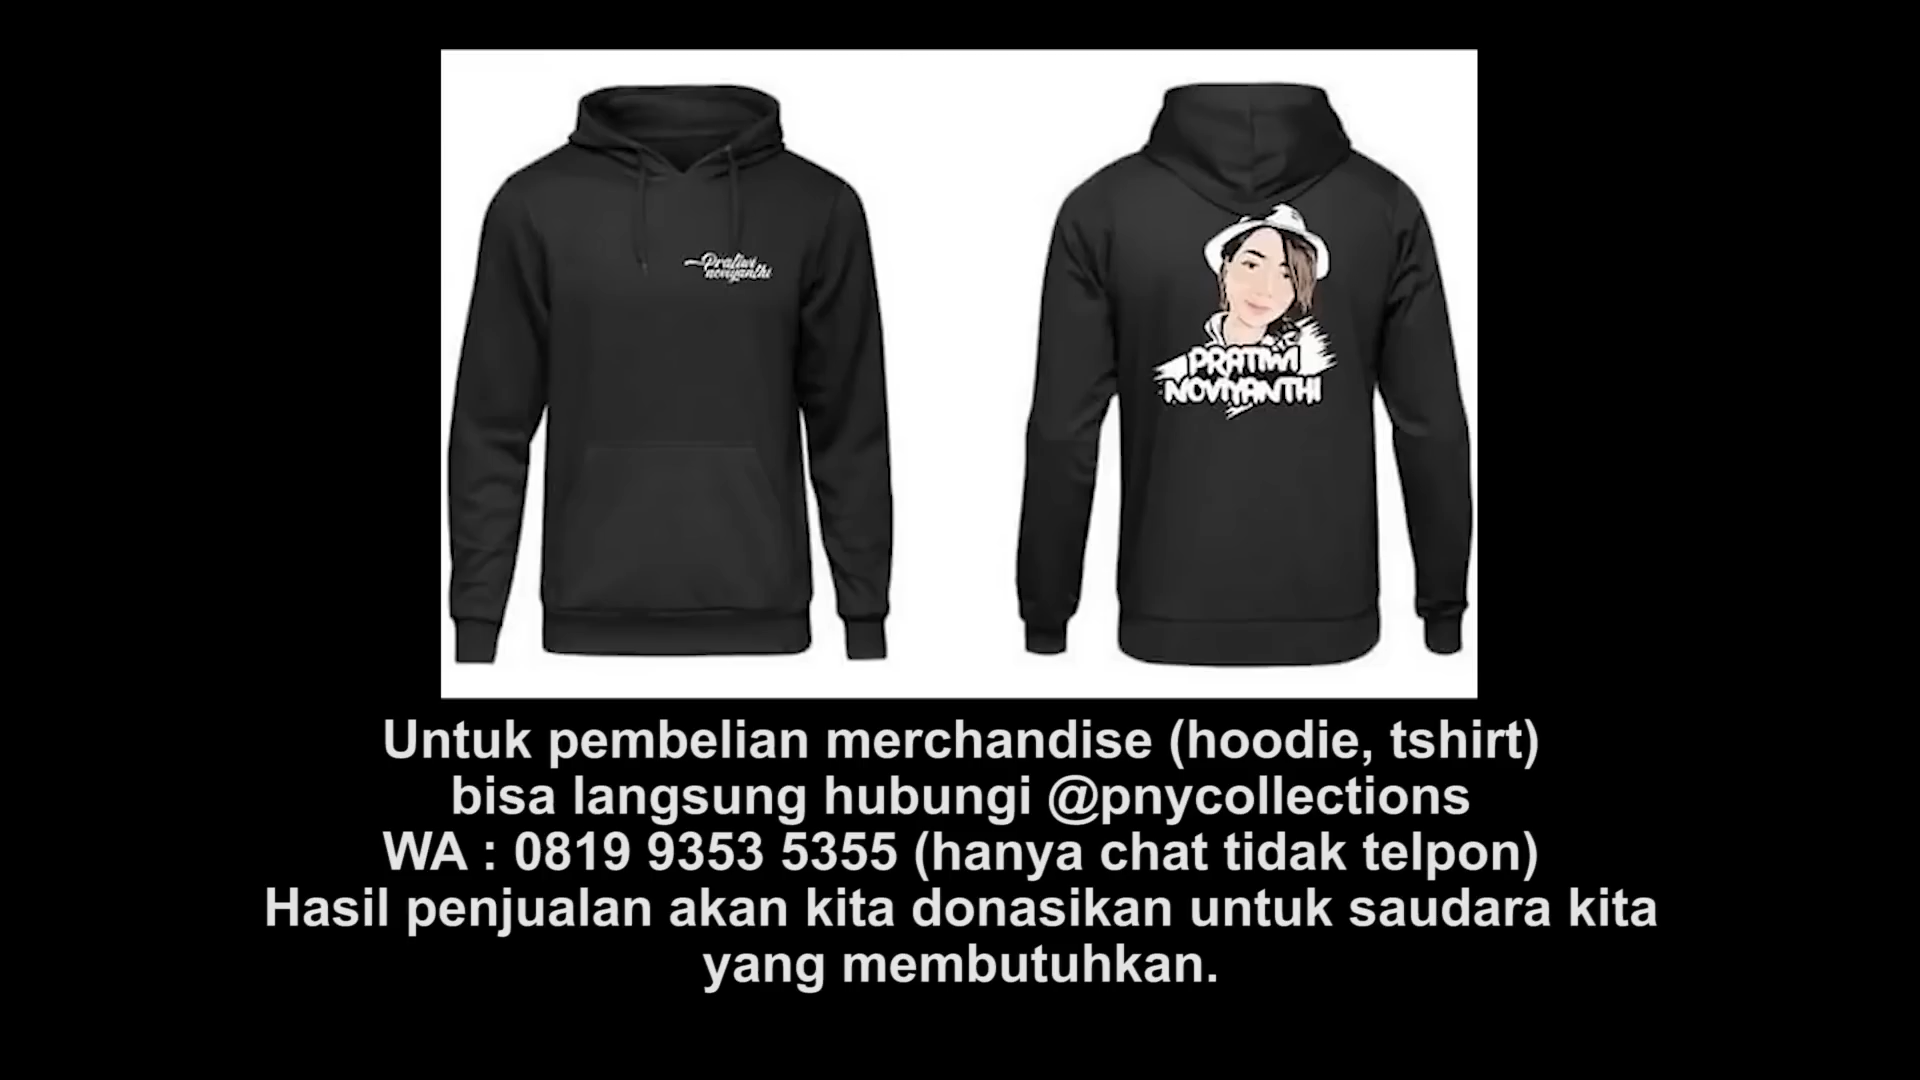 Pratiwi
noviyanthi
PRATIWI
NOVIYANTHI
Untuk pembelian merchandise (hoodie, tshirt)
bisa langsung hubungi @pnycollections
WA : 0819 9353 5355 (hanya chat tidak telpon)
Hasil penjualan akan kita donasikan untuk saudara kita
yang membutuhkan.